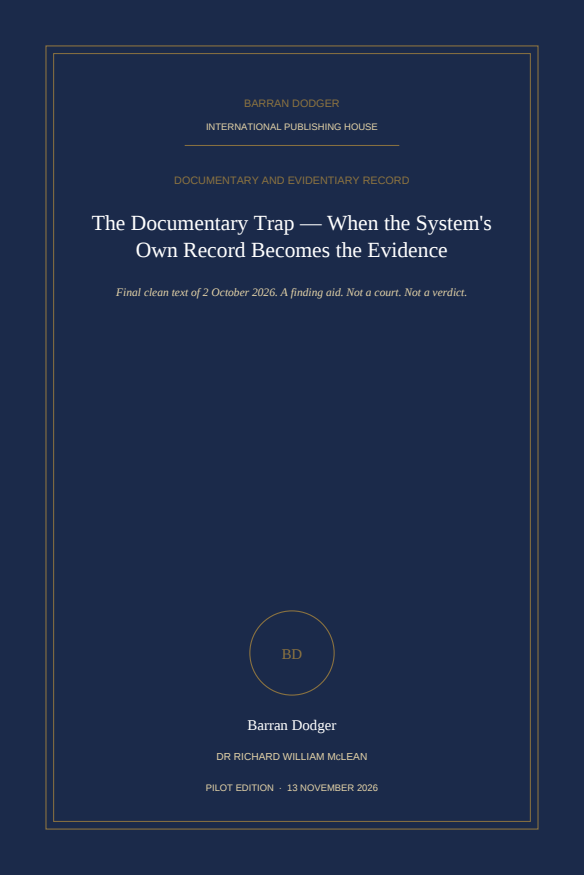 BARRAN DODGER
INTERNATIONAL PUBLISHING HOUSE
DOCUMENTARY AND EVIDENTIARY RECORD
The Documentary Trap — When the System's
Own Record Becomes the Evidence
Final clean text of 2 October 2026. A finding aid. Not a court. Not a verdict.
BD
Barran Dodger
DR RICHARD WILLIAM McLEAN
PILOT EDITION · 13 NOVEMBER 2026